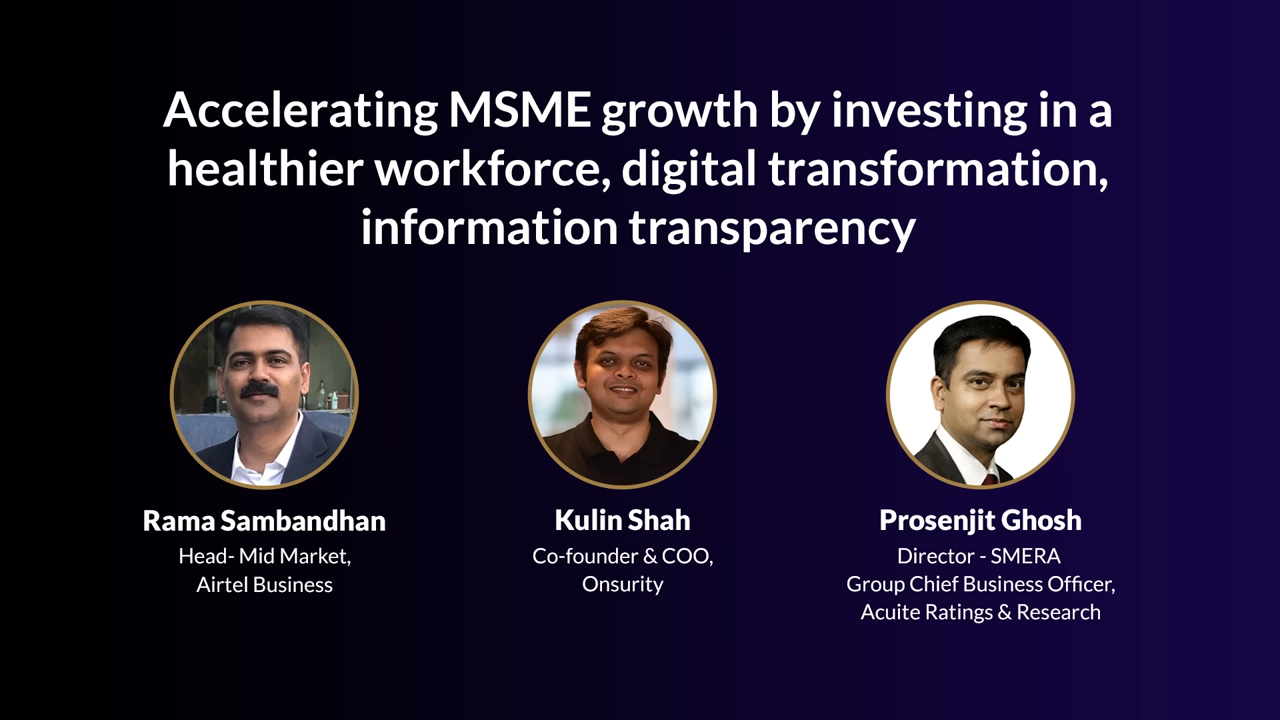 Accelerating MSME growth by investing in a
healthier workforce, digital transformation,
information transparency
Rama Sambandhan
Head- Mid Market,
Airtel Business
Kulin Shah
Co-founder & COO,
Onsurity
Prosenjit Ghosh
Director - SMERA
Group Chief Business Officer,
Acuite Ratings & Research